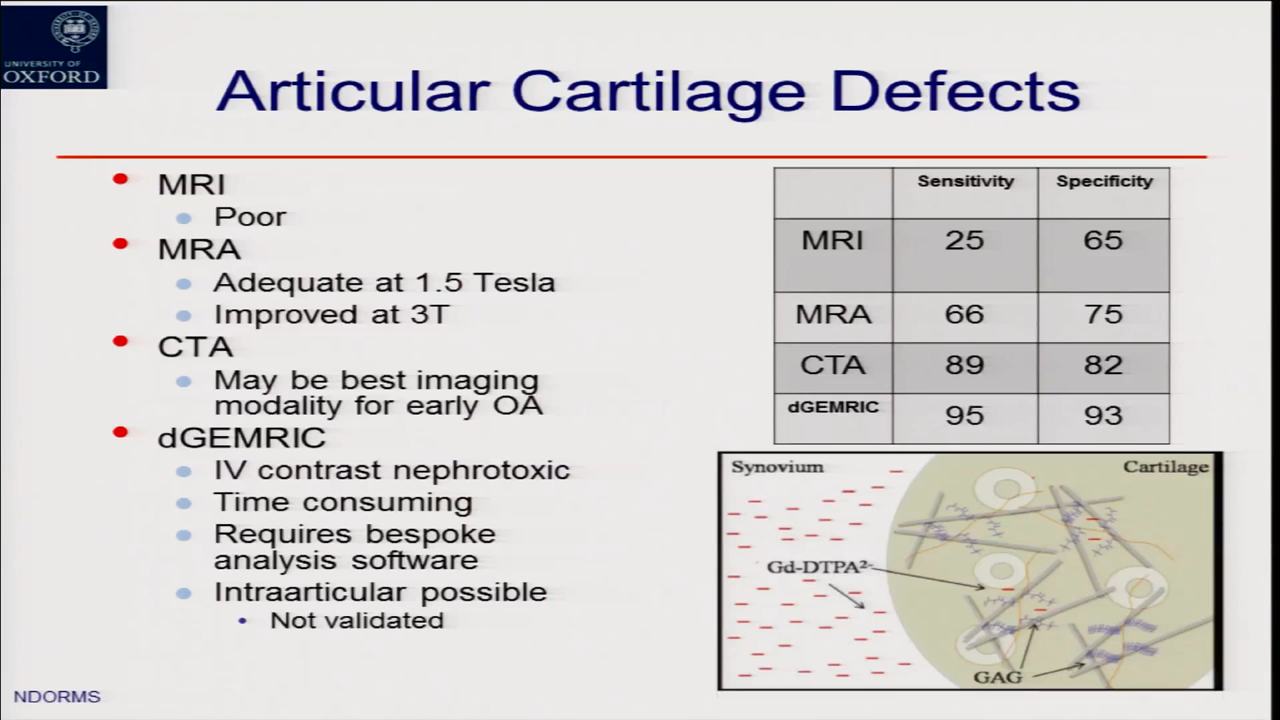 UNIVERSITY OF
OXFORD
Articular Cartilage Defects
• MRI
• Poor
• MRA
• Adequate at 1.5 Tesla
• Improved at 3T
• CTA
• May be best imaging
modality for early OA
• dGEMRIC
• IV contrast nephrotoxic
• Time consuming
• Requires bespoke
analysis software
• Intraarticular possible
• Not validated
Sensitivity Specificity
MRI 25 65
MRA 66 75
CTA 89 82
dGEMRIC 95 93
Synovium Cartilage
Gd-DTPA²⁻
GAG
NDORMS